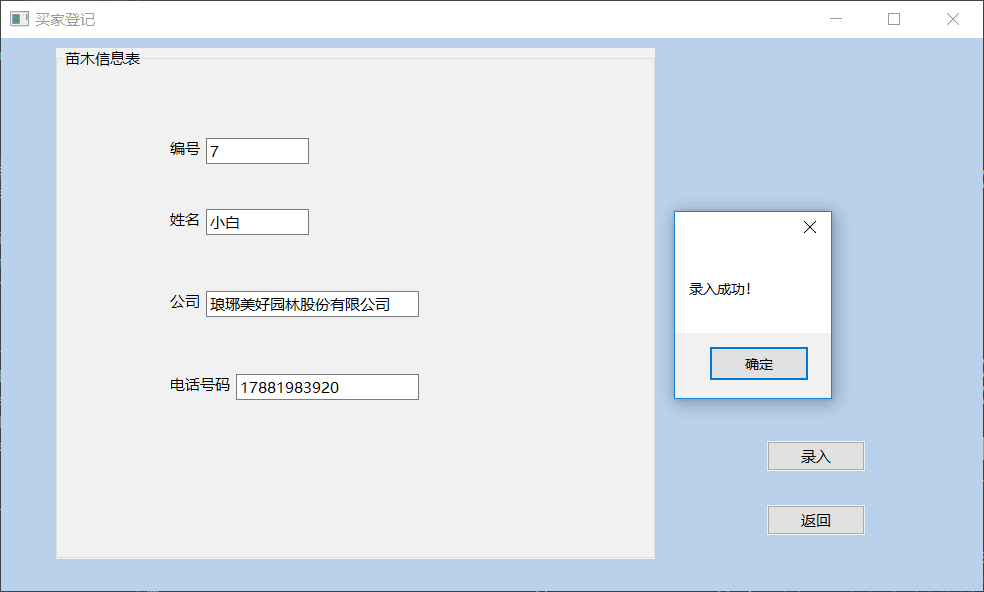 买家登记
苗木信息表
编号 7
姓名 小白
公司 琅琊美好园林股份有限公司
电话号码 17881983920
录入成功！
确定
录入
返回